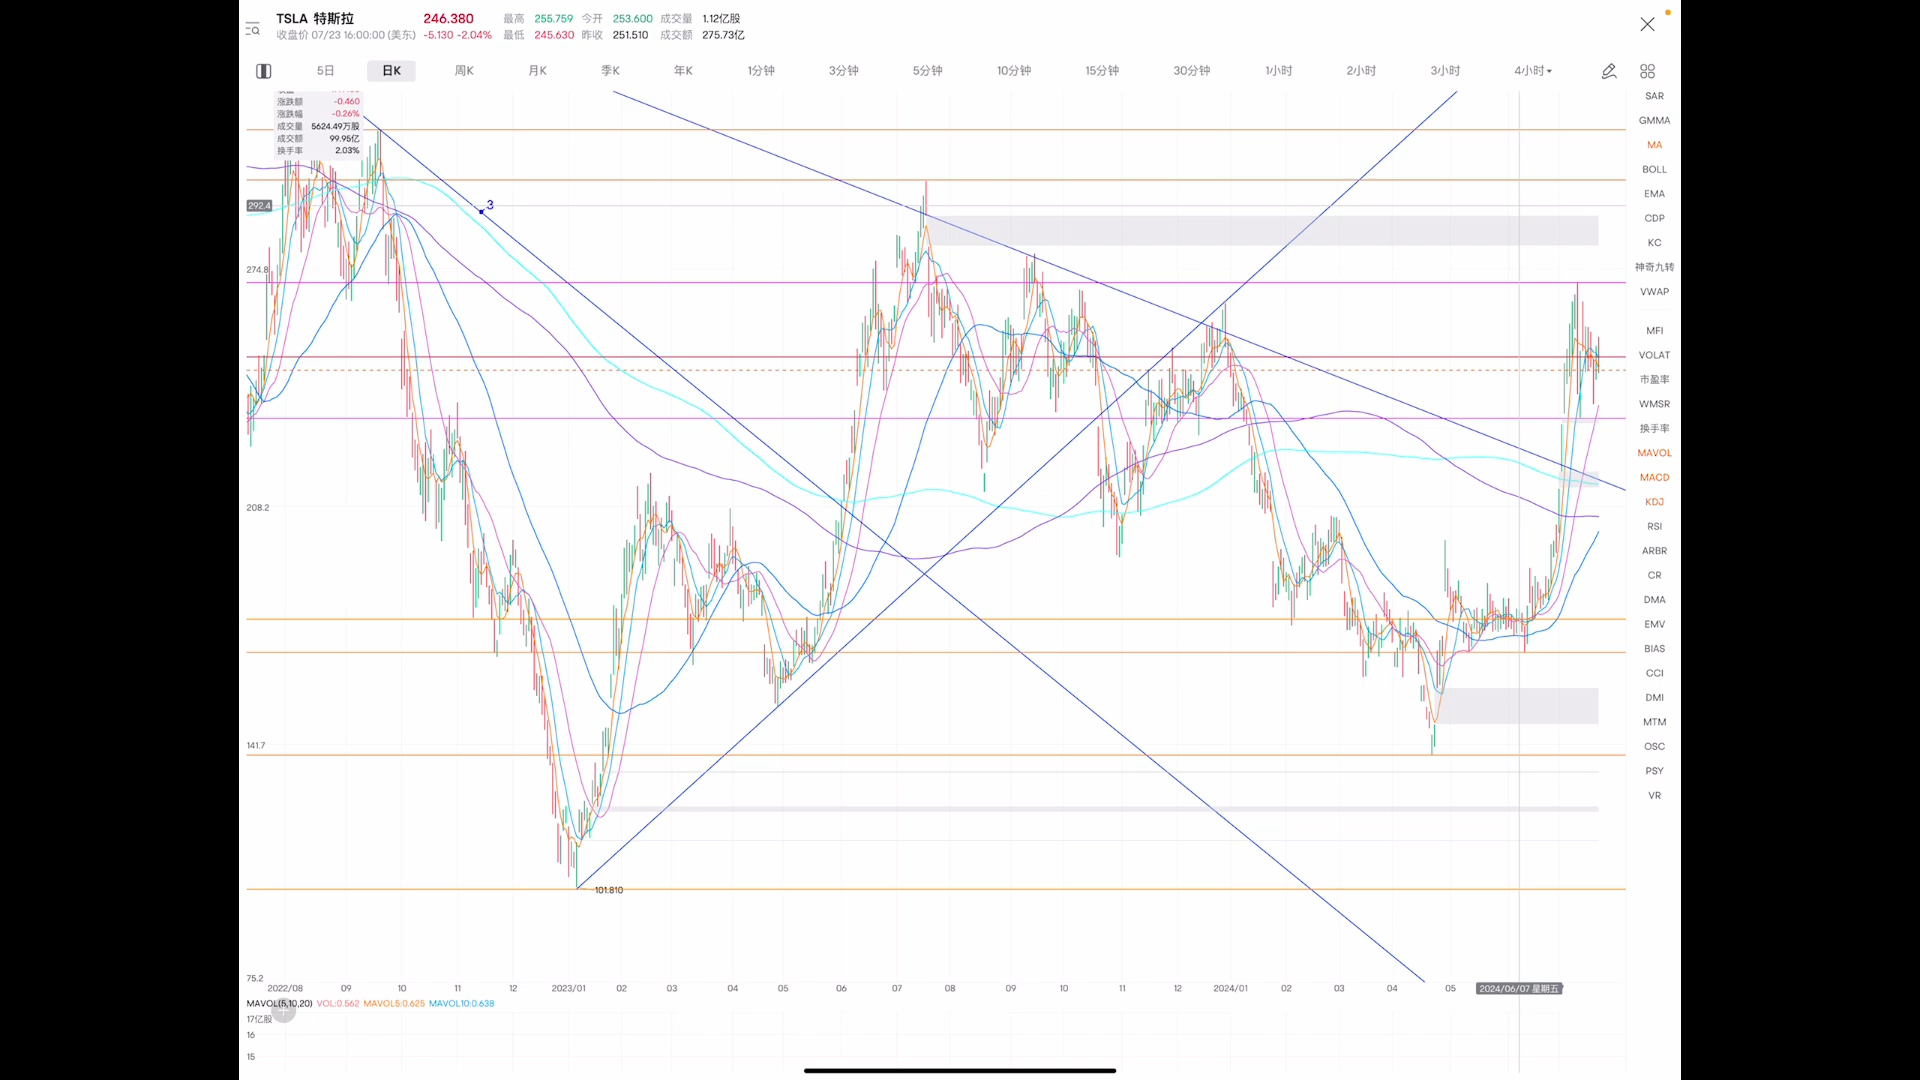 TSLA 特斯拉 246.380 最高 255.759 今开 253.600 成交量 1.12亿股
收盘价 07/23 16:00:00 (美东) -5.130 -2.04% 最低 245.630 昨收 251.510 成交额 275.73亿
5日 日K 周K 月K 季K 年K 1分钟 3分钟 5分钟 10分钟 15分钟 30分钟 1小时 2小时 3小时 4小时
涨跌额 -0.460
涨跌幅 -0.26%
成交量 5624.49万股
成交额 99.95亿
换手率 2.03%
3
292.4
274.8
208.2
141.7
75.2
101.810
SAR
GMMA
MA
BOLL
EMA
CDP
KC
神奇九转
VWAP
MFI
VOLAT
市盈率
WMSR
换手率
MAVOL
MACD
KDJ
RSI
ARBR
CR
DMA
EMV
BIAS
CCI
DMI
MTM
OSC
PSY
VR
2022/08 09 10 11 12 2023/01 02 03 04 05 06 07 08 09 10 11 12 2024/01 02 03 04 05 2024/06/07 星期五
MAVOL(5,10,20) VOL:0.562 MAVOL5:0.625 MAVOL10:0.638
17亿股
16
15